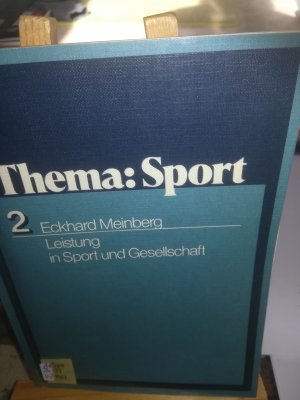 Thema: Sport
2 Eckhard Meinberg
Leistung
in Sport und Gesellschaft